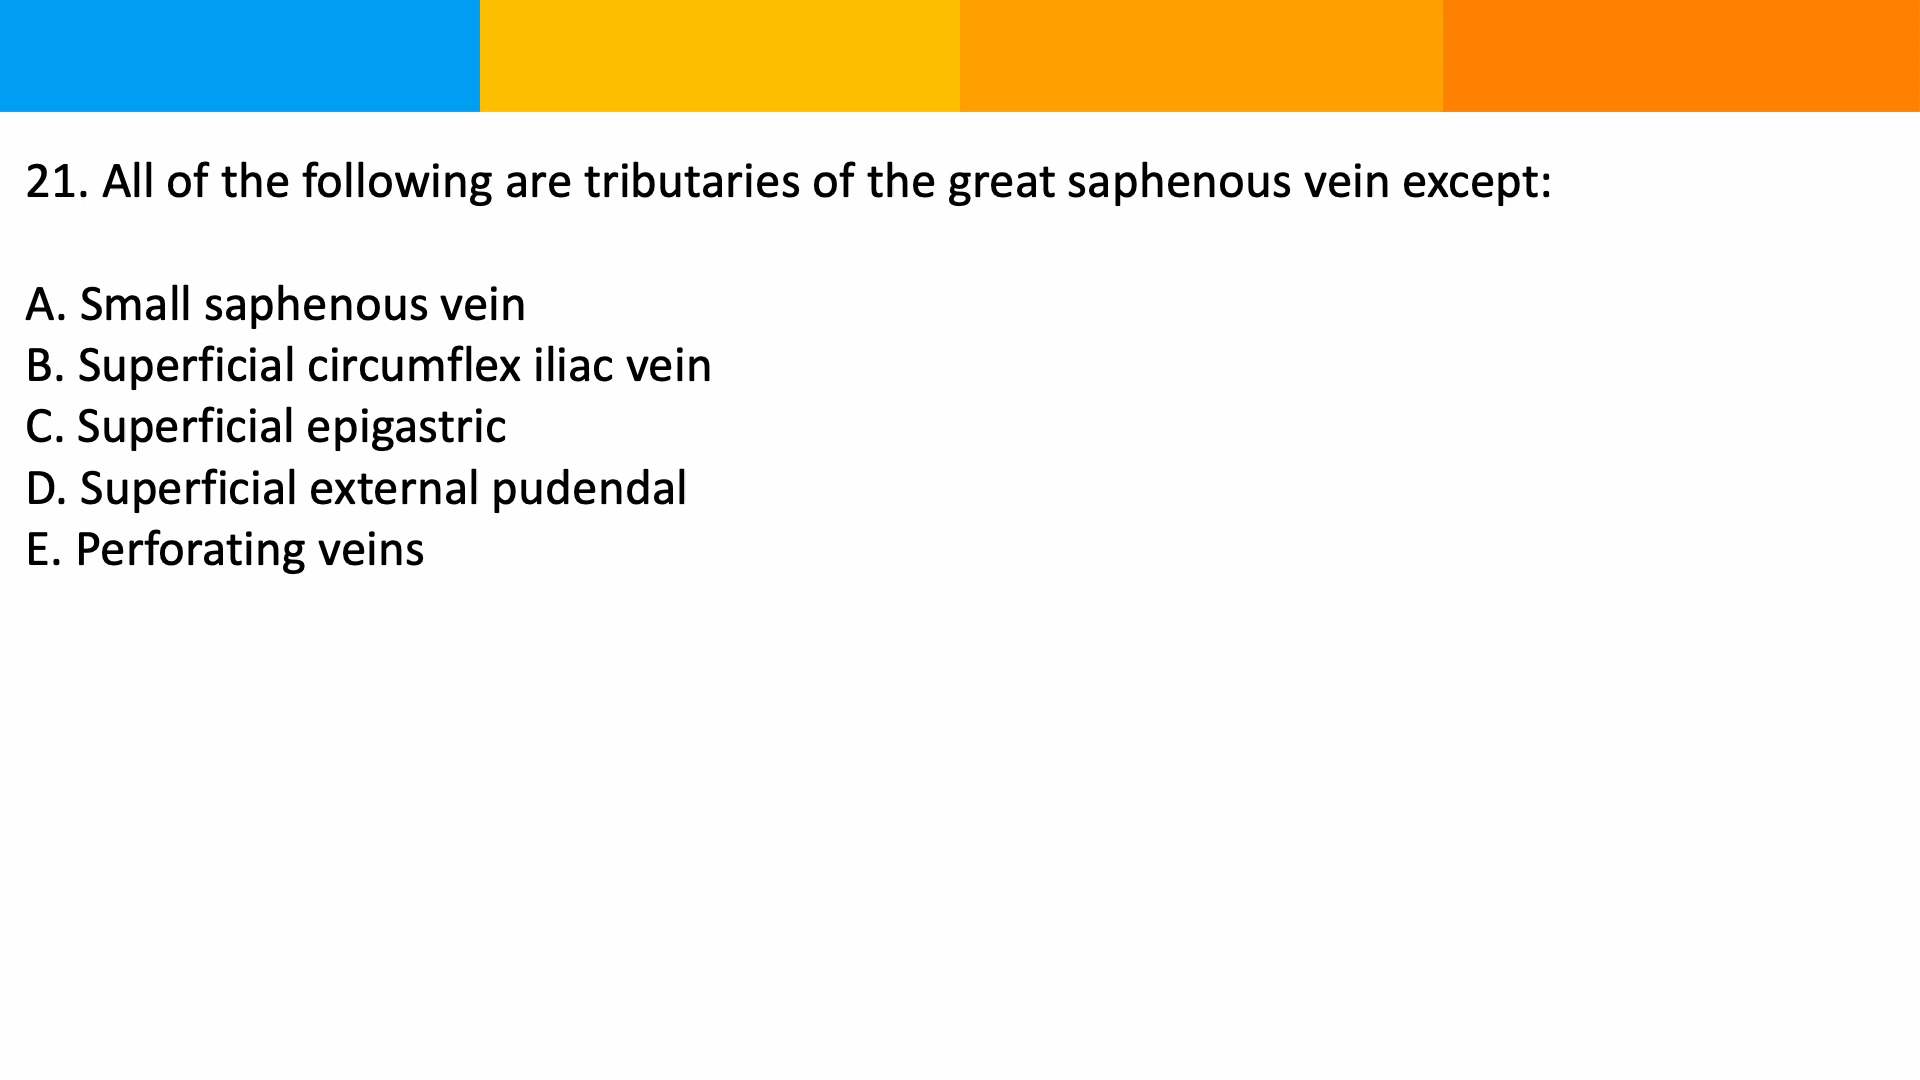 21. All of the following are tributaries of the great saphenous vein except:
A. Small saphenous vein
B. Superficial circumflex iliac vein
C. Superficial epigastric
D. Superficial external pudendal
E. Perforating veins